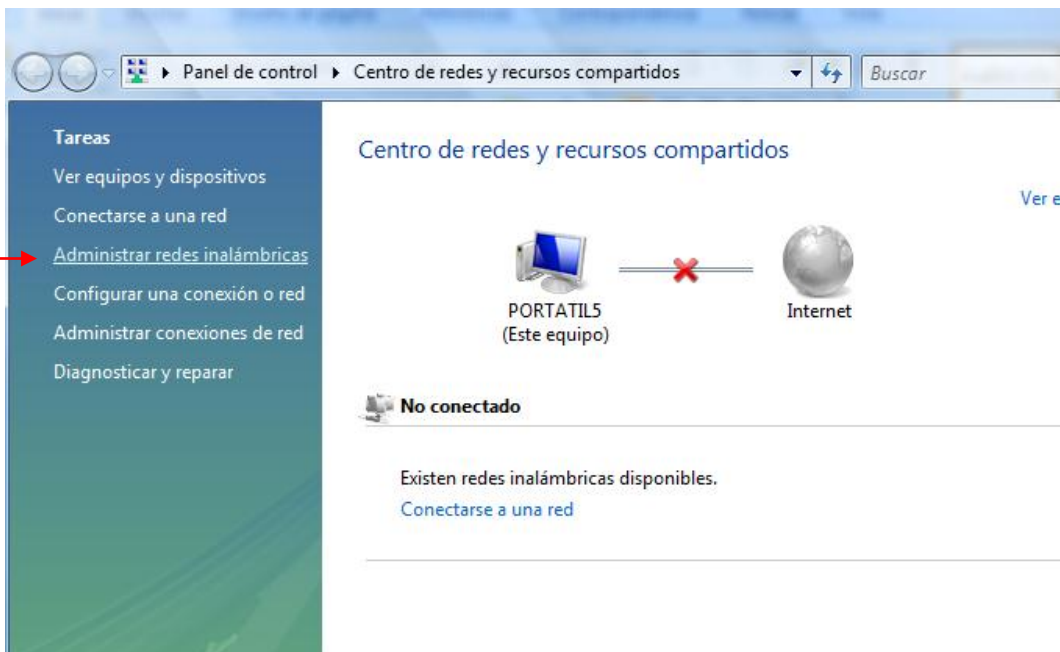 Panel de control ▸ Centro de redes y recursos compartidos
Buscar
Tareas
Ver equipos y dispositivos
Conectarse a una red
Administrar redes inalámbricas
Configurar una conexión o red
Administrar conexiones de red
Diagnosticar y reparar
Centro de redes y recursos compartidos
Ver e
PORTATIL5
(Este equipo)
Internet
No conectado
Existen redes inalámbricas disponibles.
Conectarse a una red